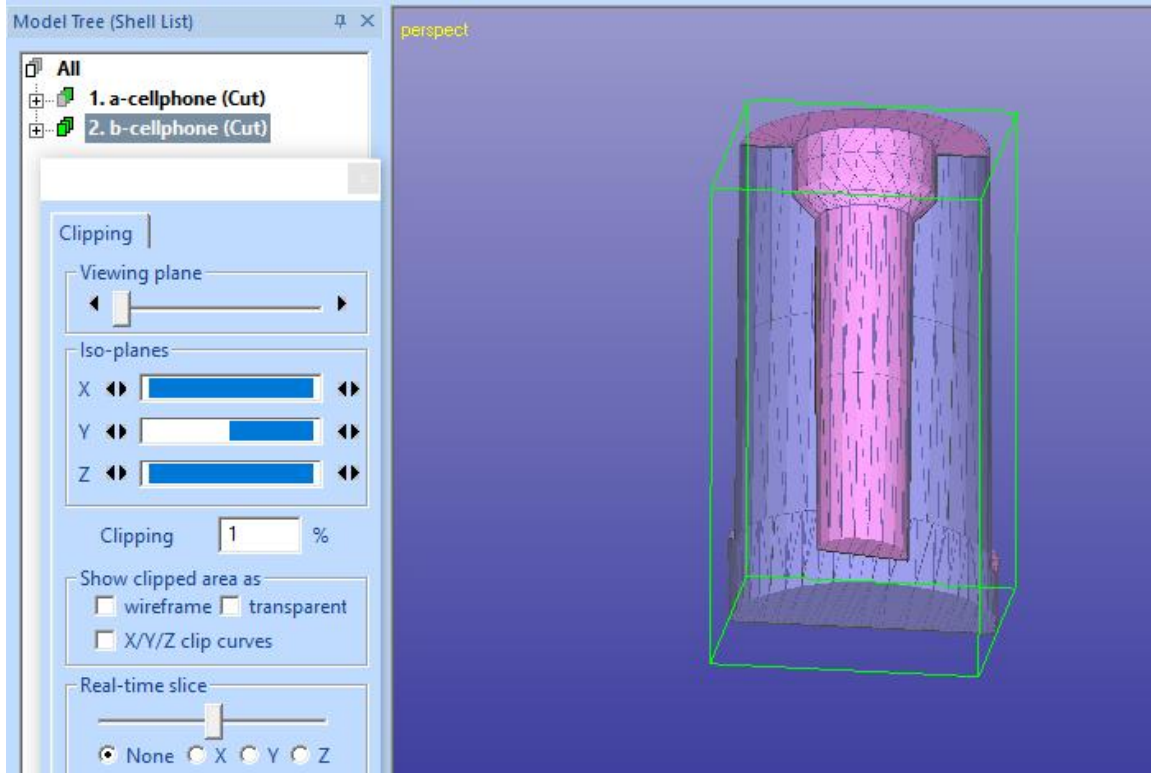 Model Tree (Shell List)
perspect
All
1. a-cellphone (Cut)
2. b-cellphone (Cut)
Clipping
Viewing plane
Iso-planes
X
Y
Z
Clipping 1 %
Show clipped area as
wireframe transparent
X/Y/Z clip curves
Real-time slice
None X Y Z